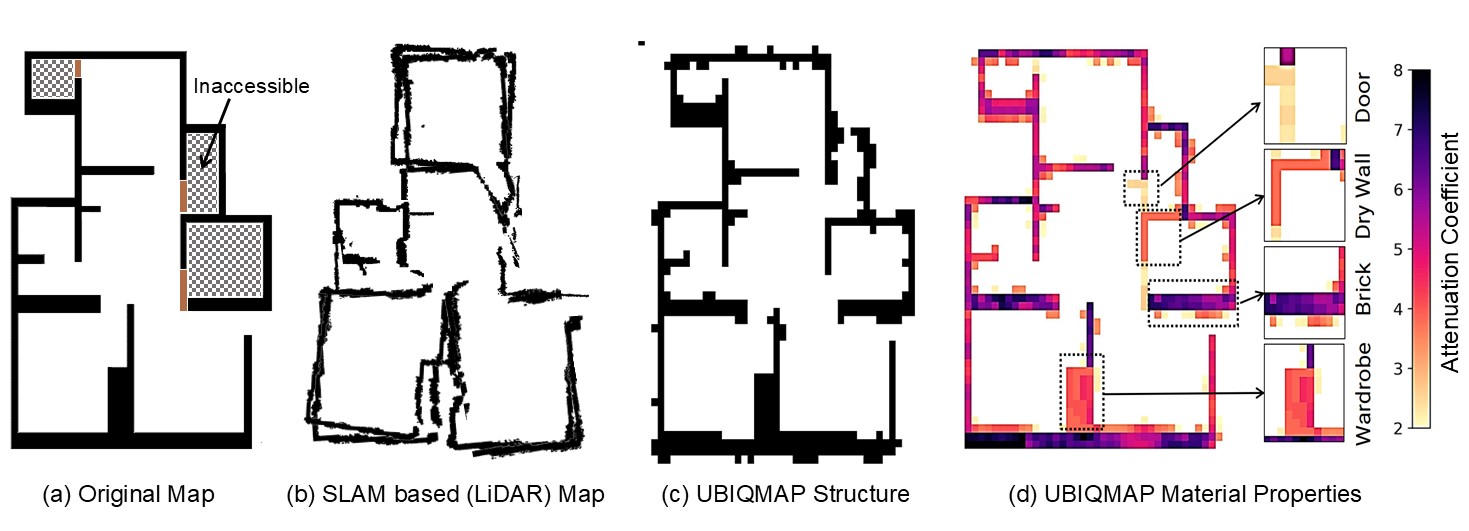 Inaccessible
Door
Dry Wall
Brick
Wardrobe
8
7
6
5
4
3
2
Attenuation Coefficient
(a) Original Map
(b) SLAM based (LiDAR) Map
(c) UBIQMAP Structure
(d) UBIQMAP Material Properties